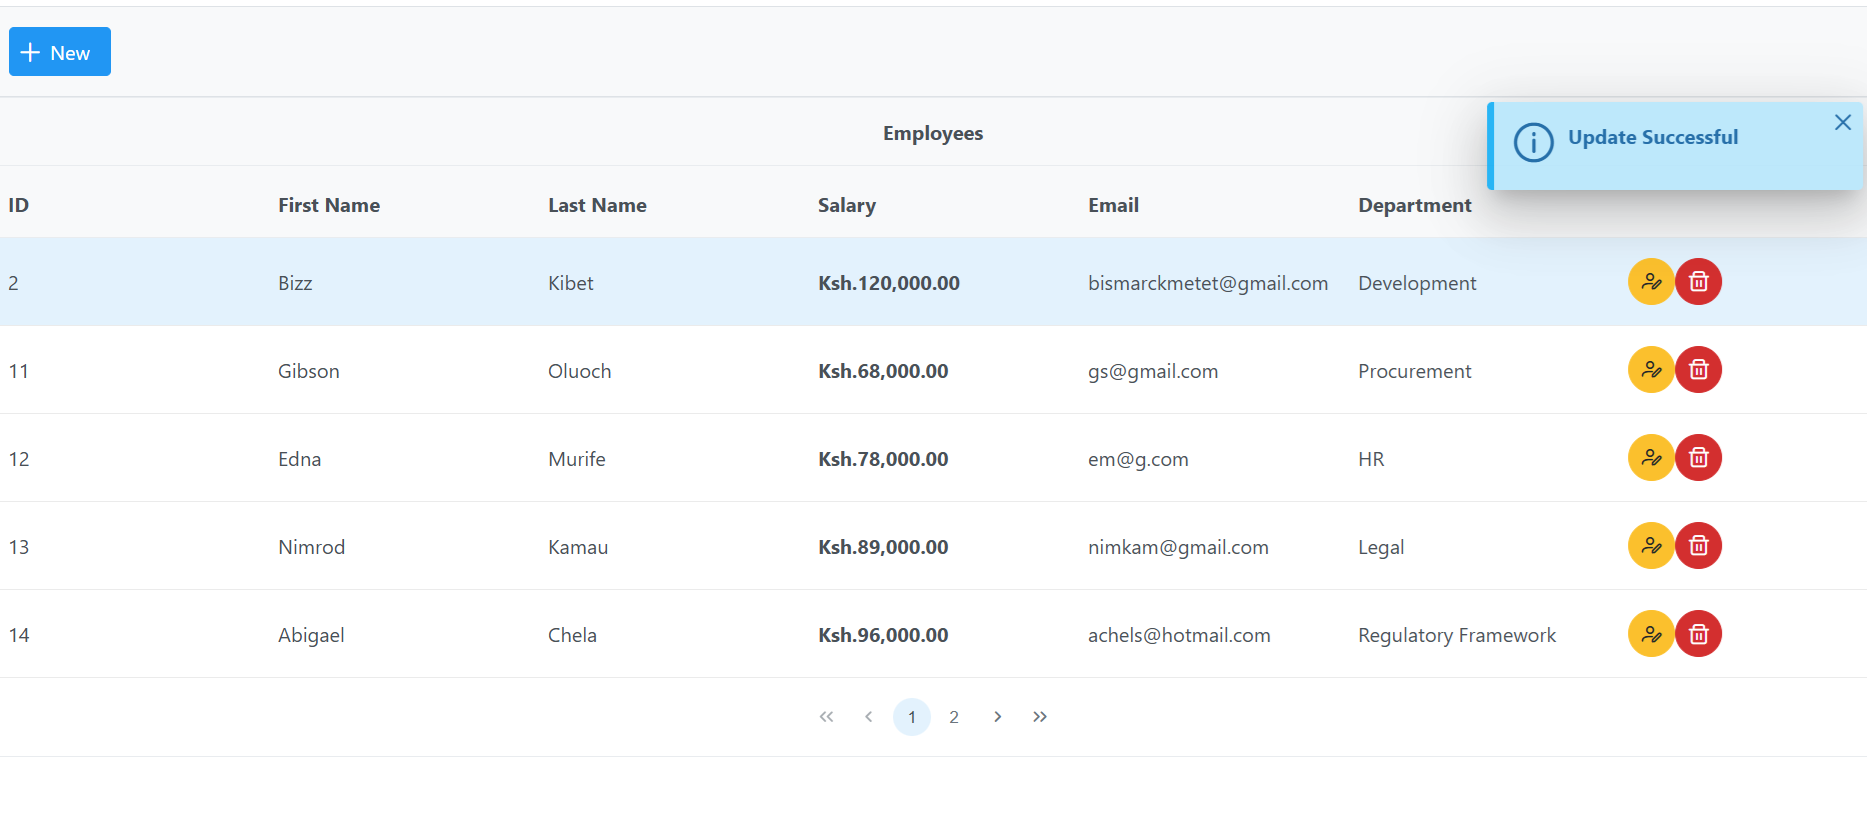 New
Employees
Update Successful
ID First Name Last Name Salary Email Department
2 Bizz Kibet Ksh.120,000.00 bismarckmetet@gmail.com Development
11 Gibson Oluoch Ksh.68,000.00 gs@gmail.com Procurement
12 Edna Murife Ksh.78,000.00 em@g.com HR
13 Nimrod Kamau Ksh.89,000.00 nimkam@gmail.com Legal
14 Abigael Chela Ksh.96,000.00 achels@hotmail.com Regulatory Framework
« ‹ 1 2 › »